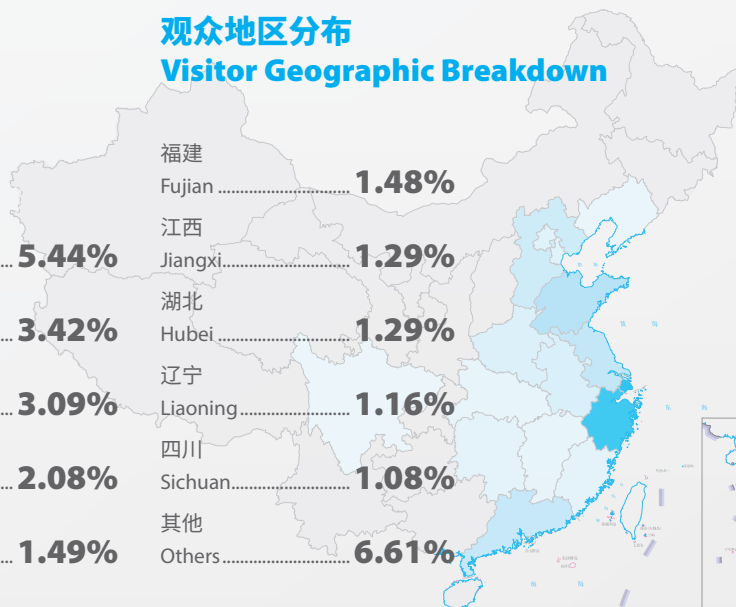 观众地区分布
Visitor Geographic Breakdown
5.44%
3.42%
3.09%
2.08%
1.49%
福建
Fujian 1.48%
江西
Jiangxi 1.29%
湖北
Hubei 1.29%
辽宁
Liaoning 1.16%
四川
Sichuan 1.08%
其他
Others 6.61%